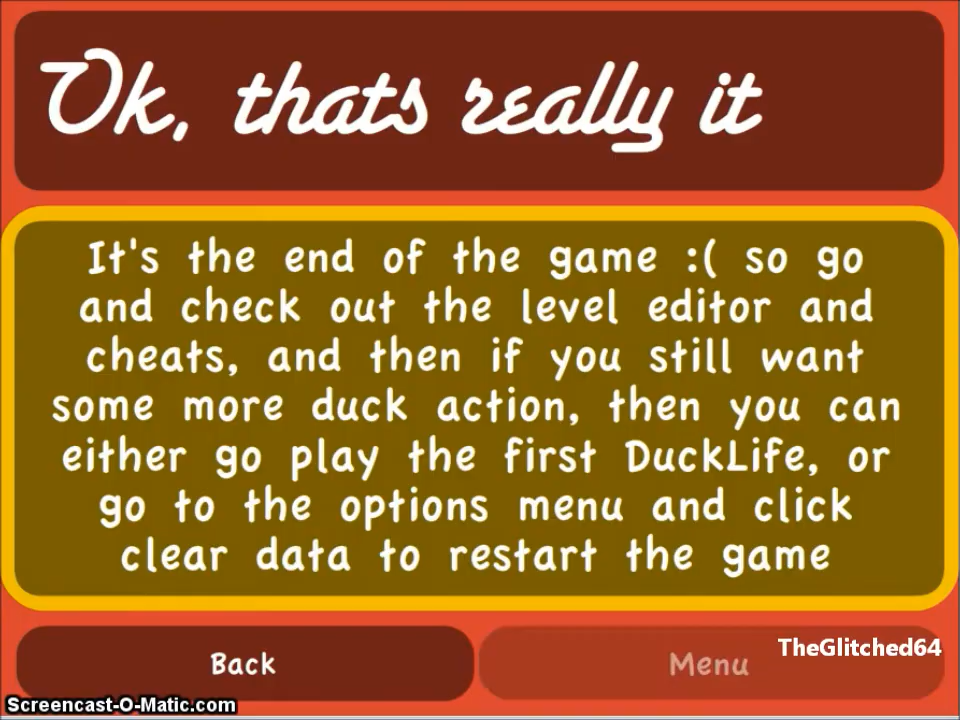 Ok, thats really it
It's the end of the game :( so go
and check out the level editor and
cheats, and then if you still want
some more duck action, then you can
either go play the first DuckLife, or
go to the options menu and click
clear data to restart the game
TheGlitched64
Back
Menu
Screencast-O-Matic.com